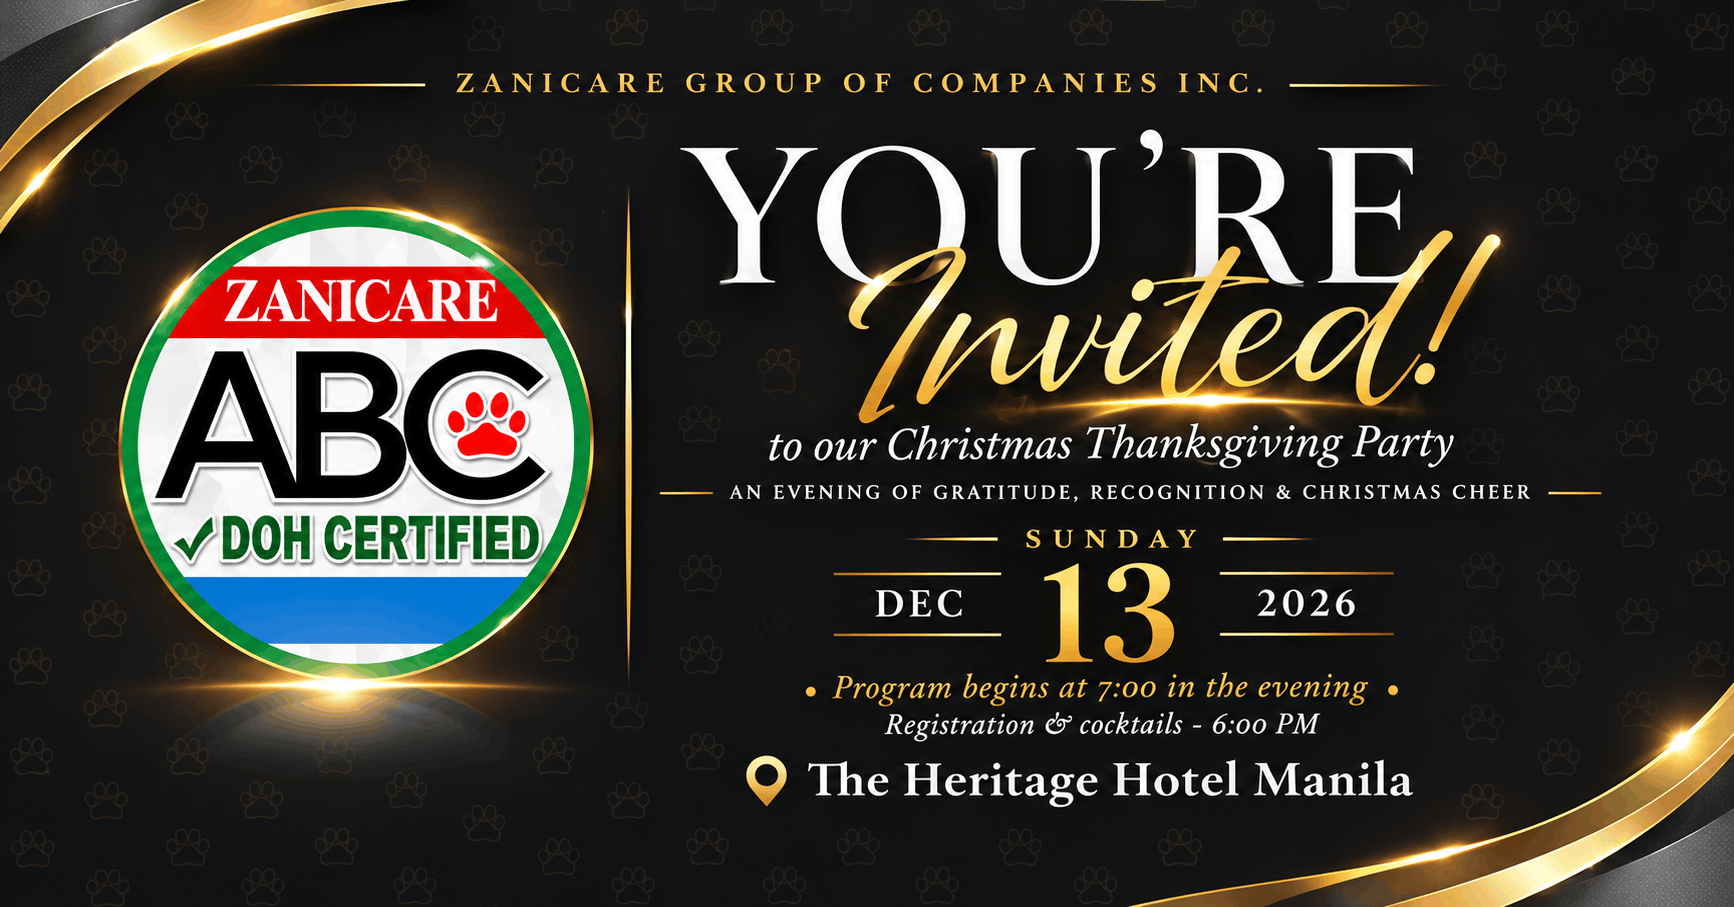 ZANICARE GROUP OF COMPANIES INC.
ZANICARE
ABC
✓DOH CERTIFIED
YOU'RE
Invited!
to our Christmas Thanksgiving Party
AN EVENING OF GRATITUDE, RECOGNITION & CHRISTMAS CHEER
SUNDAY
DEC 13 2026
• Program begins at 7:00 in the evening •
Registration & cocktails - 6:00 PM
The Heritage Hotel Manila